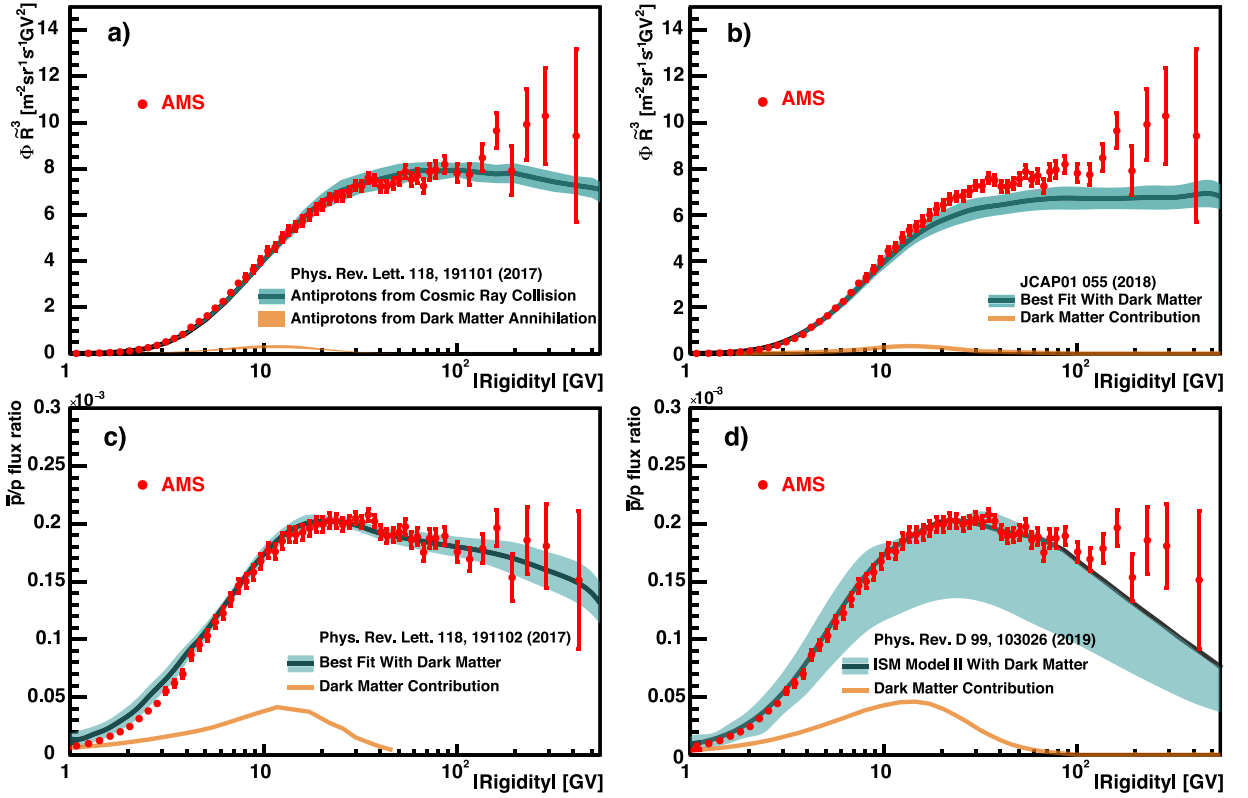 a)
Φ R̃³ [m⁻²sr⁻¹s⁻¹GV²]
14
12
10
8
6
4
2
0
AMS
Phys. Rev. Lett. 118, 191101 (2017)
Antiprotons from Cosmic Ray Collision
Antiprotons from Dark Matter Annihilation
1
10
10²
|Rigidity| [GV]
b)
Φ R̃³ [m⁻²sr⁻¹s⁻¹GV²]
14
12
10
8
6
4
2
0
AMS
JCAP01 055 (2018)
Best Fit With Dark Matter
Dark Matter Contribution
1
10
10²
|Rigidity| [GV]
c)
×10⁻³
p̅/p flux ratio
0.3
0.25
0.2
0.15
0.1
0.05
0
AMS
Phys. Rev. Lett. 118, 191102 (2017)
Best Fit With Dark Matter
Dark Matter Contribution
1
10
10²
|Rigidity| [GV]
d)
×10⁻³
p̅/p flux ratio
0.3
0.25
0.2
0.15
0.1
0.05
0
AMS
Phys. Rev. D 99, 103026 (2019)
ISM Model II With Dark Matter
Dark Matter Contribution
1
10
10²
|Rigidity| [GV]